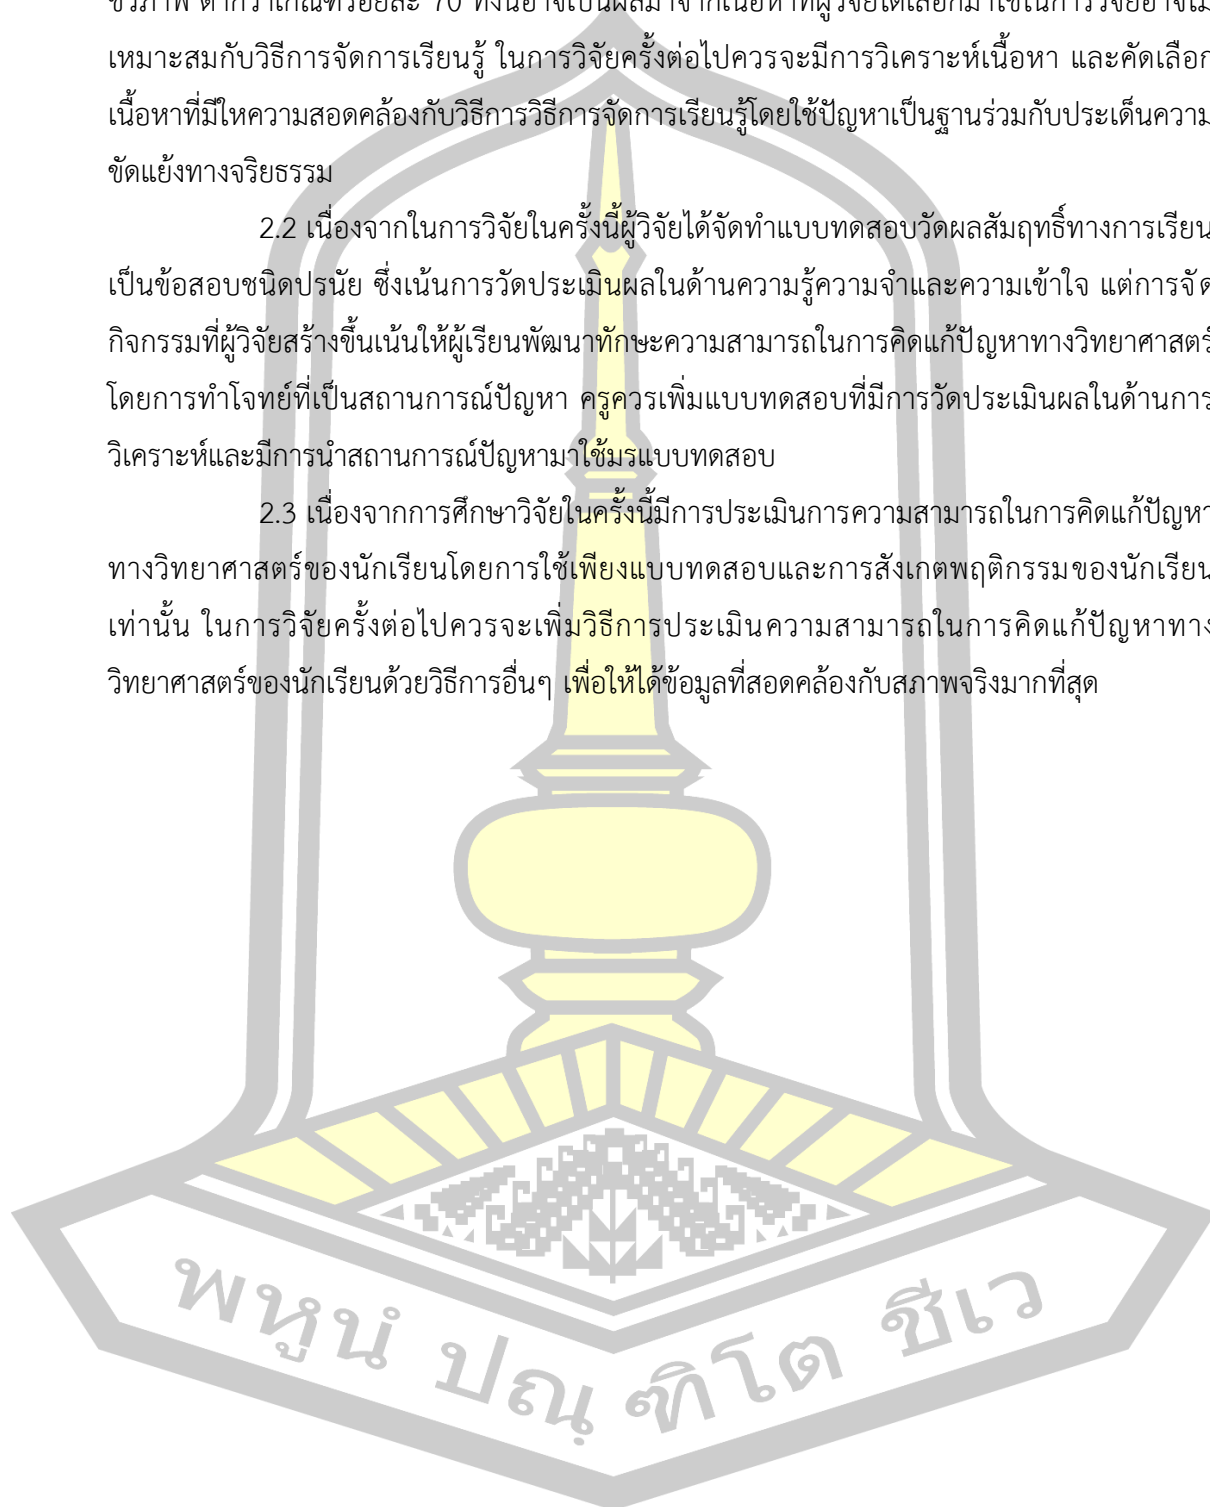 เหมาะสมกับวิธีการจัดการเรียนรู้ ในการวิจัยครั้งต่อไปควรจะมีการวิเคราะห์เนื้อหา และคัดเลือก
เนื้อหาที่มีใหความสอดคล้องกับวิธีการวิธีการจัดการเรียนรู้โดยใช้ปัญหาเป็นฐานร่วมกับประเด็นความ
ขัดแย้งทางจริยธรรม
2.2 เนื่องจากในการวิจัยในครั้งนี้ผู้วิจัยได้จัดทำแบบทดสอบวัดผลสัมฤทธิ์ทางการเรียน
เป็นข้อสอบชนิดปรนัย ซึ่งเน้นการวัดประเมินผลในด้านความรู้ความจำและความเข้าใจ แต่การจัด
กิจกรรมที่ผู้วิจัยสร้างขึ้นเน้นให้ผู้เรียนพัฒนาทักษะความสามารถในการคิดแก้ปัญหาทางวิทยาศาสตร์
โดยการทำโจทย์ที่เป็นสถานการณ์ปัญหา ครูควรเพิ่มแบบทดสอบที่มีการวัดประเมินผลในด้านการ
วิเคราะห์และมีการนำสถานการณ์ปัญหามาใช้มรแบบทดสอบ
2.3 เนื่องจากการศึกษาวิจัยในครั้งนี้มีการประเมินการความสามารถในการคิดแก้ปัญหา
ทางวิทยาศาสตร์ของนักเรียนโดยการใช้เพียงแบบทดสอบและการสังเกตพฤติกรรมของนักเรียน
เท่านั้น ในการวิจัยครั้งต่อไปควรจะเพิ่มวิธีการประเมินความสามารถในการคิดแก้ปัญหาทาง
วิทยาศาสตร์ของนักเรียนด้วยวิธีการอื่นๆ เพื่อให้ได้ข้อมูลที่สอดคล้องกับสภาพจริงมากที่สุด
พหูนํ ปณฺฑิโต ชีเว